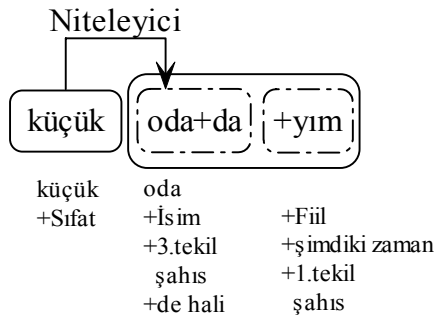 Niteleyici
küçük oda+da +yım
küçük oda
+Sıfat +İsim +Fiil
+3.tekil +şimdiki zaman
şahıs +1.tekil
+de hali şahıs